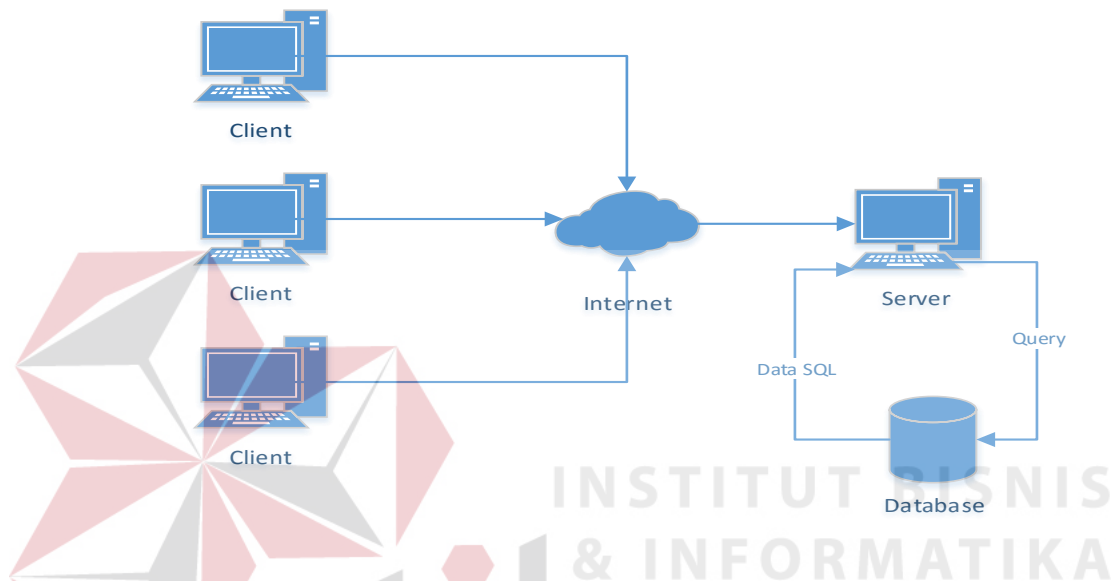 Client
Client
Internet
Server
Query
Data SQL
Client
INSTITUT BISNIS
Database
& INFORMATIKA